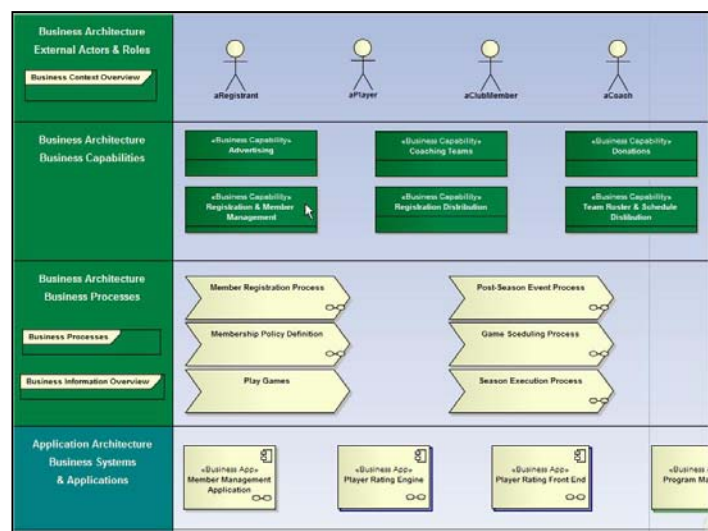 Business Architecture
External Actors & Roles
Business Context Overview
aRegistrant
aPlayer
aClubMember
aCoach
Business Architecture
Business Capabilities
«Business Capability»
Advertising
«Business Capability»
Coaching Teams
«Business Capability»
Donations
«Business Capability»
Registration & Member
Management
«Business Capability»
Registration Distribution
«Business Capability»
Team Roster & Schedule
Distibution
Business Architecture
Business Processes
Business Processes
Business Information Overview
Member Registration Process
Post-Season Event Process
Membership Policy Definition
Game Sceduling Process
Play Games
Season Execution Process
Application Architecture
Business Systems
& Applications
«Business App»
Member Management
Application
«Business App»
Player Rating Engine
«Business App»
Player Rating Front End
«Business
Program Ma